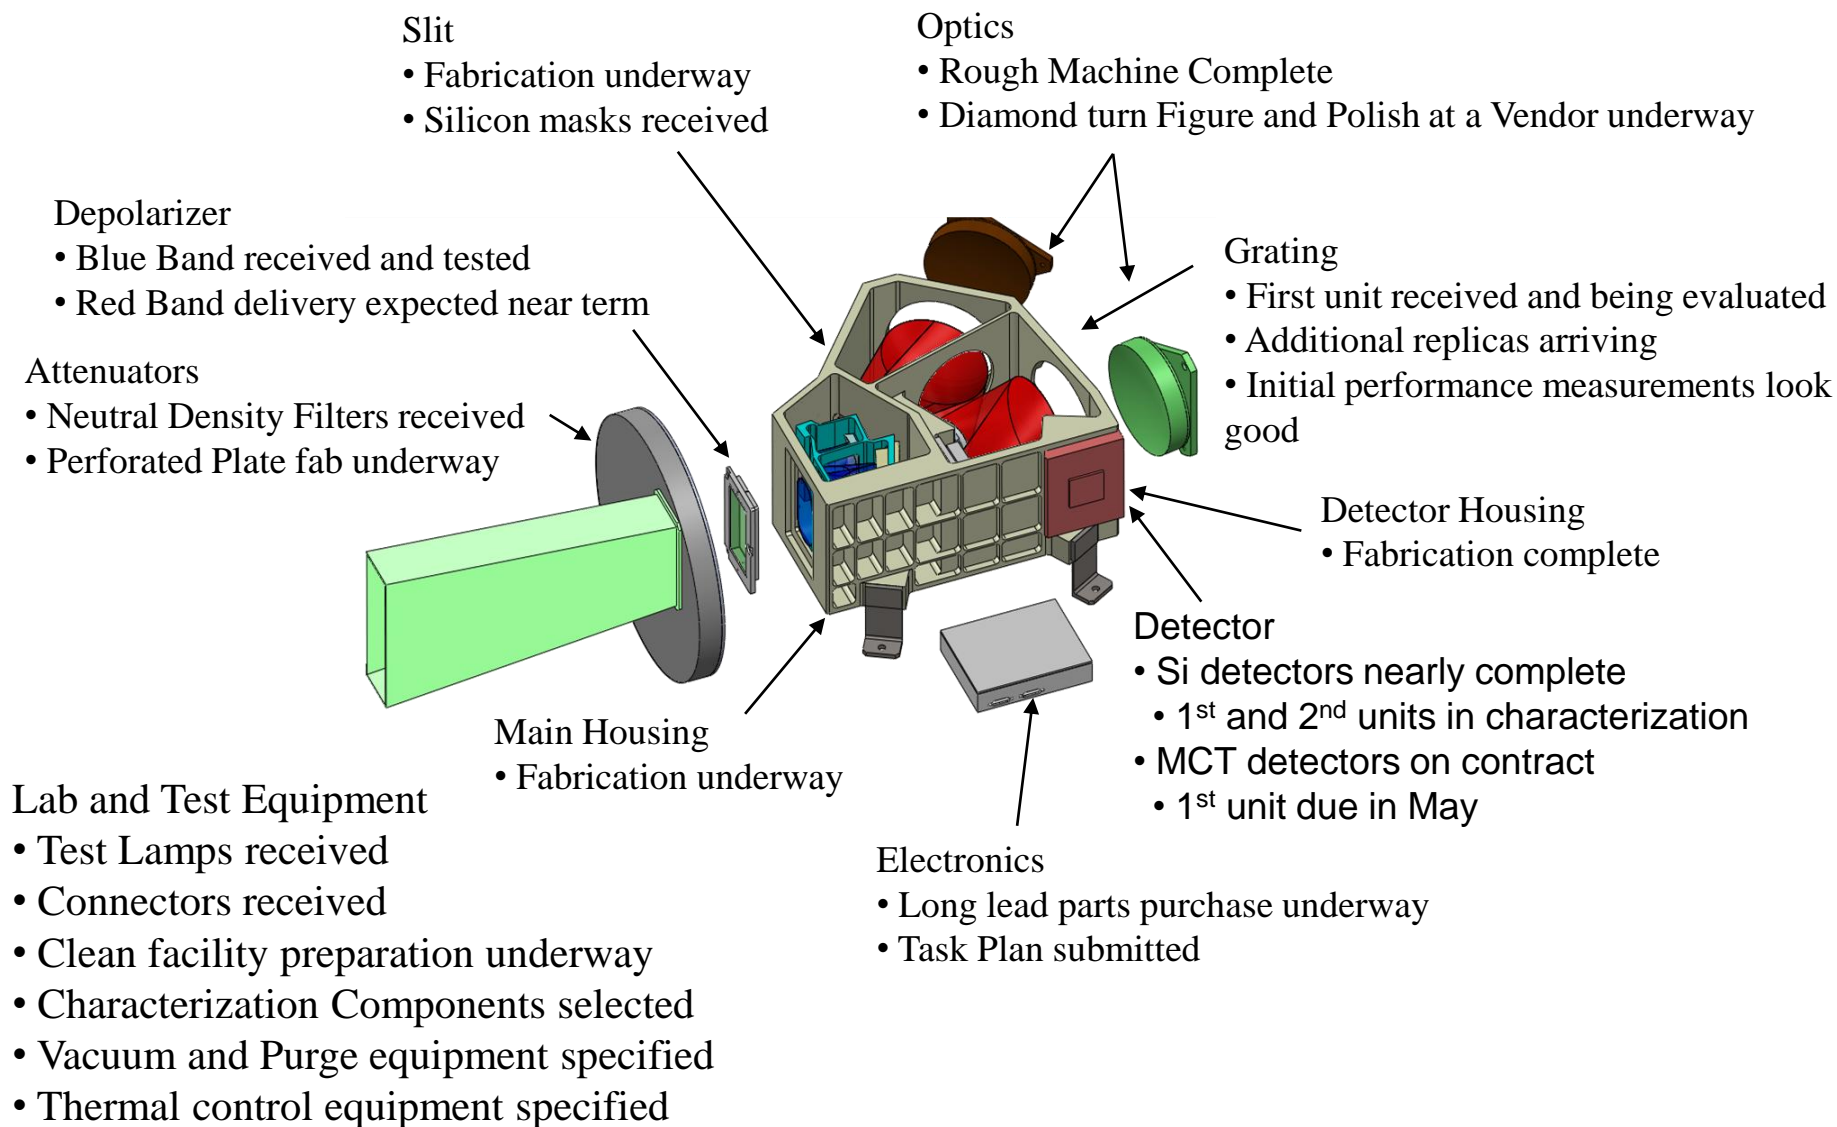 Slit
• Fabrication underway
• Silicon masks received
Optics
• Rough Machine Complete
• Diamond turn Figure and Polish at a Vendor underway
Depolarizer
• Blue Band received and tested
• Red Band delivery expected near term
Grating
• First unit received and being evaluated
• Additional replicas arriving
• Initial performance measurements look
good
Attenuators
• Neutral Density Filters received
• Perforated Plate fab underway
Detector Housing
• Fabrication complete
Detector
• Si detectors nearly complete
• 1st and 2nd units in characterization
• MCT detectors on contract
• 1st unit due in May
Main Housing
• Fabrication underway
Lab and Test Equipment
• Test Lamps received
• Connectors received
• Clean facility preparation underway
• Characterization Components selected
• Vacuum and Purge equipment specified
• Thermal control equipment specified
Electronics
• Long lead parts purchase underway
• Task Plan submitted